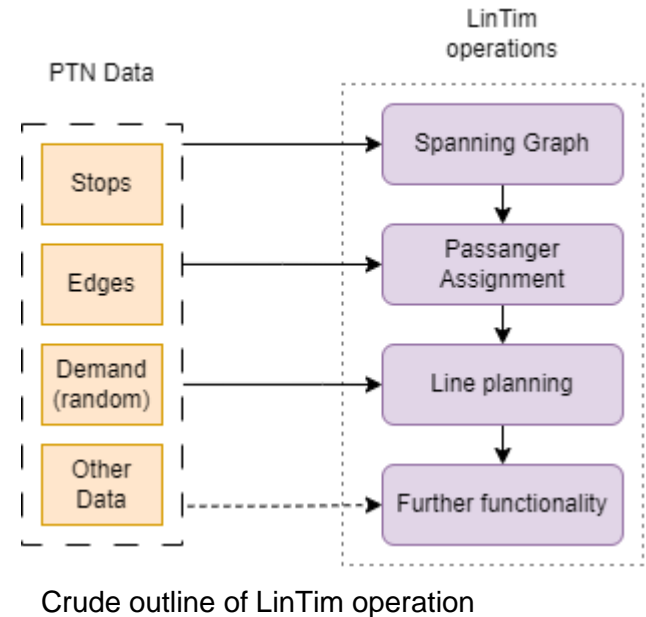 PTN Data
Stops
Edges
Demand
(random)
Other
Data
LinTim
operations
Spanning Graph
Passanger
Assignment
Line planning
Further functionality
Crude outline of LinTim operation